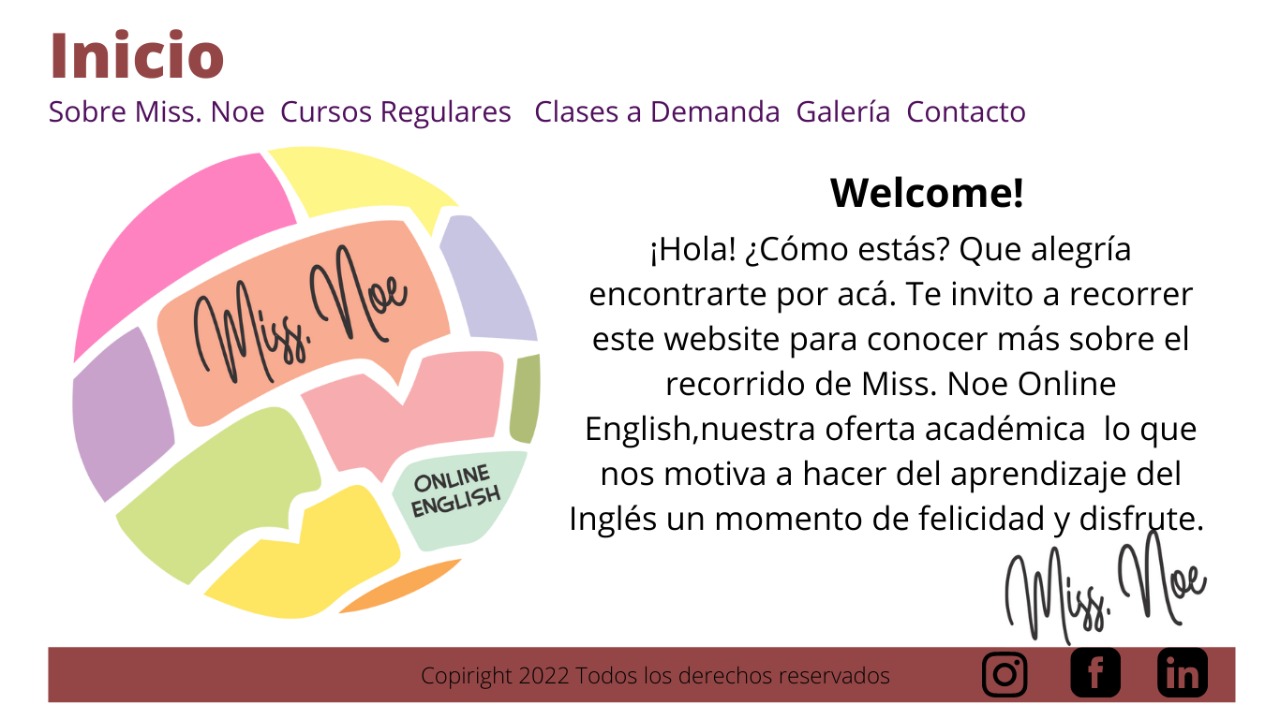 Inicio
Sobre Miss. Noe  Cursos Regulares   Clases a Demanda  Galería  Contacto
Miss. Noe
ONLINE
ENGLISH
Welcome!
¡Hola! ¿Cómo estás? Que alegría
encontrarte por acá. Te invito a recorrer
este website para conocer más sobre el
recorrido de Miss. Noe Online
English,nuestra oferta académica  lo que
nos motiva a hacer del aprendizaje del
Inglés un momento de felicidad y disfrute.
Miss. Noe
Copiright 2022 Todos los derechos reservados